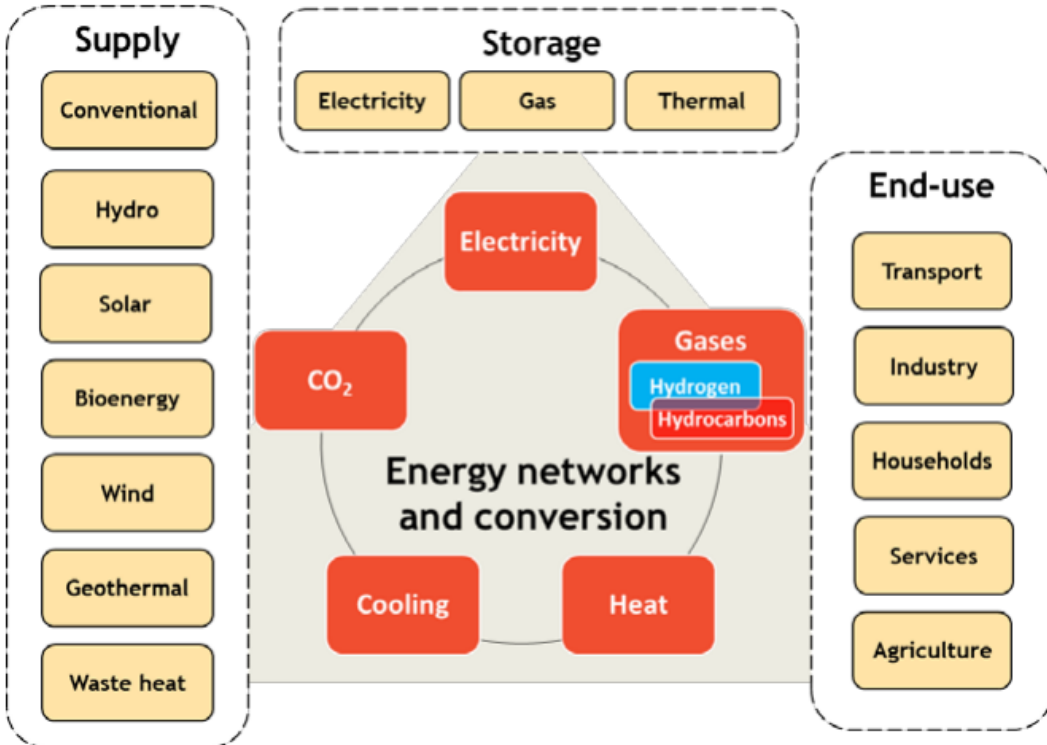 Supply
Conventional
Hydro
Solar
Bioenergy
Wind
Geothermal
Waste heat
Storage
Electricity
Gas
Thermal
Electricity
Gases
Hydrogen
Hydrocarbons
CO₂
Energy networks
and conversion
Cooling
Heat
End-use
Transport
Industry
Households
Services
Agriculture